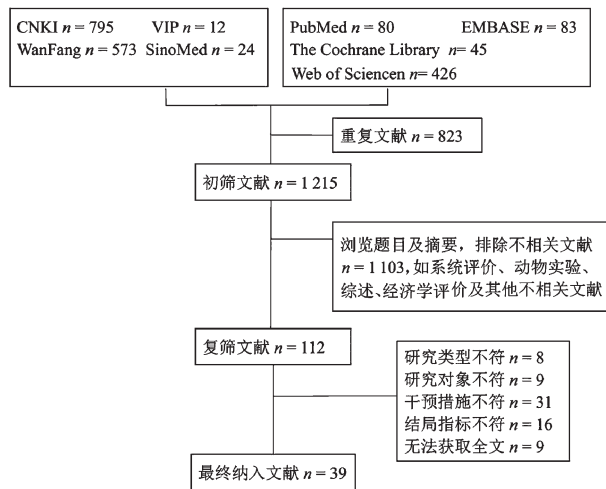 CNKI n = 795 VIP n = 12
WanFang n = 573 SinoMed n = 24
PubMed n = 80 EMBASE n = 83
The Cochrane Library n= 45
Web of Sciencen n= 426
重复文献 n = 823
初筛文献 n = 1 215
浏览题目及摘要，排除不相关文献
n = 1 103，如系统评价、动物实验、
综述、经济学评价及其他不相关文献
复筛文献 n = 112
研究类型不符 n = 8
研究对象不符 n = 9
干预措施不符 n = 31
结局指标不符 n = 16
无法获取全文 n = 9
最终纳入文献 n = 39